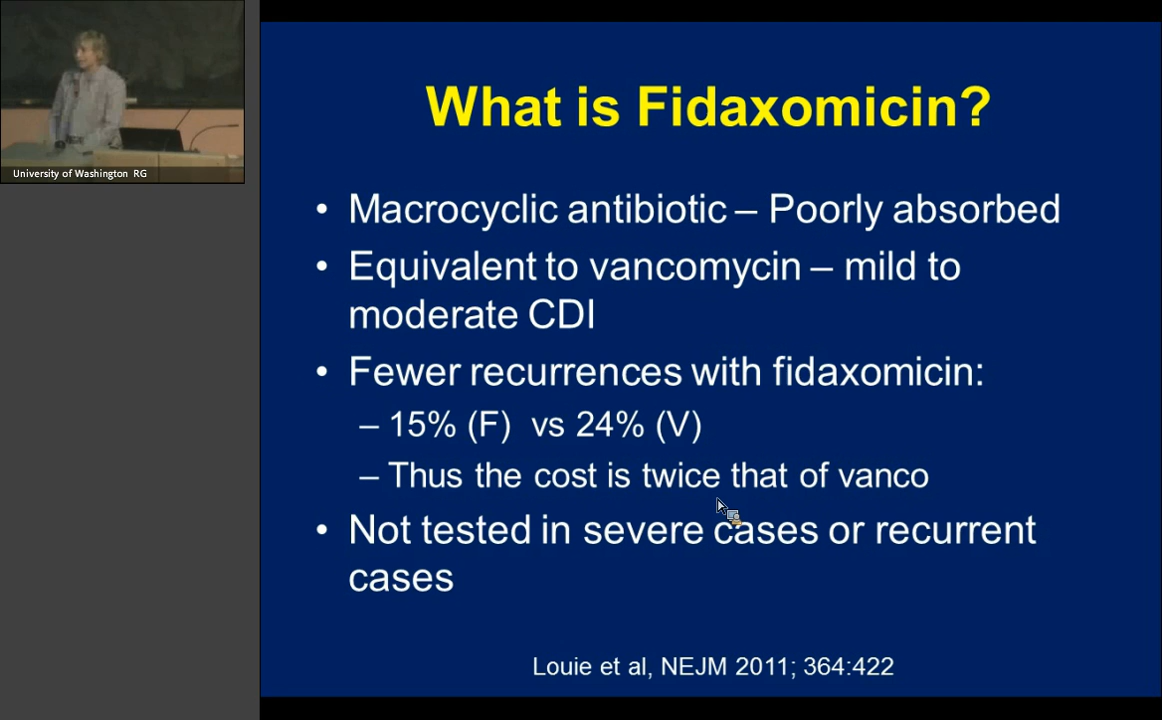 What is Fidaxomicin?
• Macrocyclic antibiotic – Poorly absorbed
• Equivalent to vancomycin – mild to
moderate CDI
• Fewer recurrences with fidaxomicin:
– 15% (F)  vs 24% (V)
– Thus the cost is twice that of vanco
• Not tested in severe cases or recurrent
cases
Louie et al, NEJM 2011; 364:422
University of Washington RG